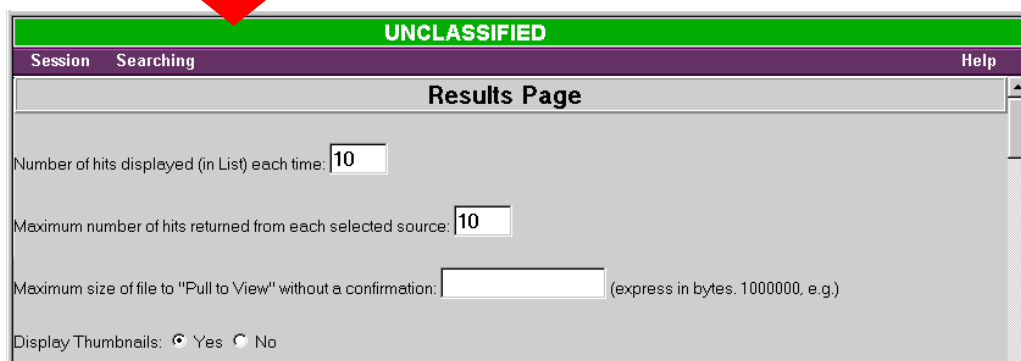 UNCLASSIFIED
Session Searching Help
Results Page
Number of hits displayed (in List) each time: 10
Maximum number of hits returned from each selected source: 10
Maximum size of file to "Pull to View" without a confirmation: (express in bytes. 1000000, e.g.)
Display Thumbnails: Yes No